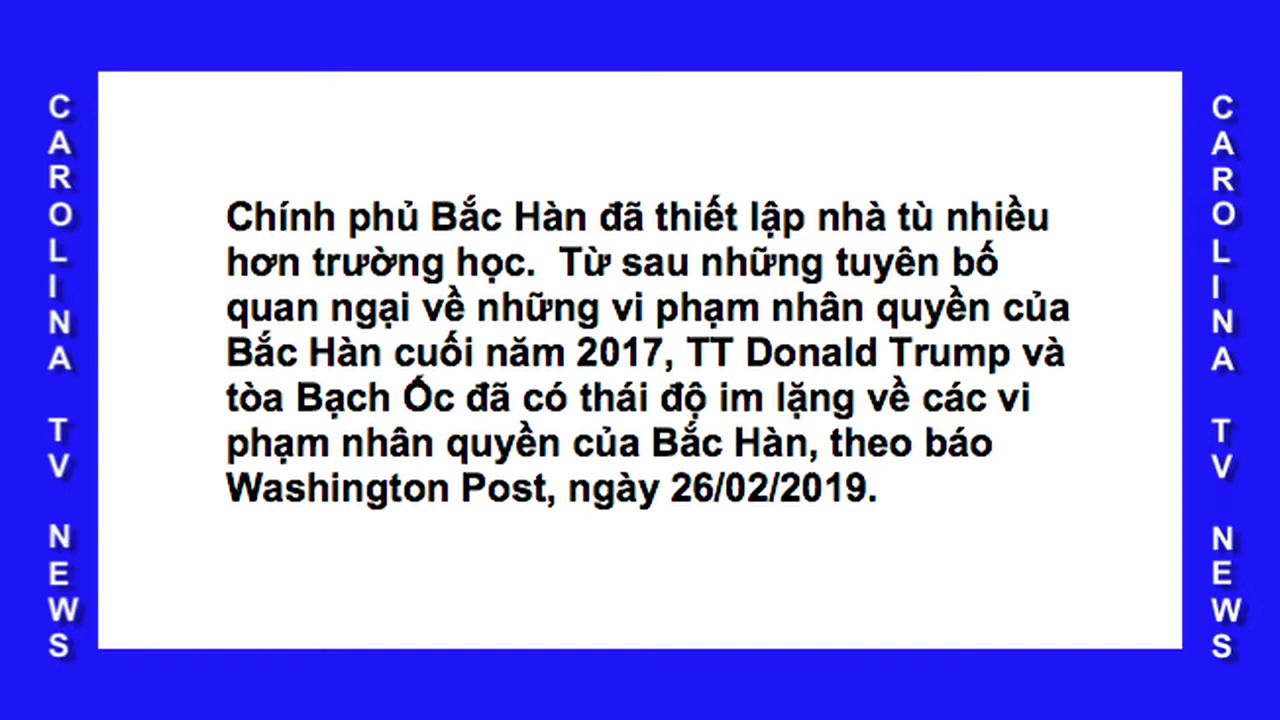 CAROLINA TV NEWS
Chính phủ Bắc Hàn đã thiết lập nhà tù nhiều
hơn trường học.  Từ sau những tuyên bố
quan ngại về những vi phạm nhân quyền của
Bắc Hàn cuối năm 2017, TT Donald Trump và
tòa Bạch Ốc đã có thái độ im lặng về các vi
phạm nhân quyền của Bắc Hàn, theo báo
Washington Post, ngày 26/02/2019.
CAROLINA TV NEWS